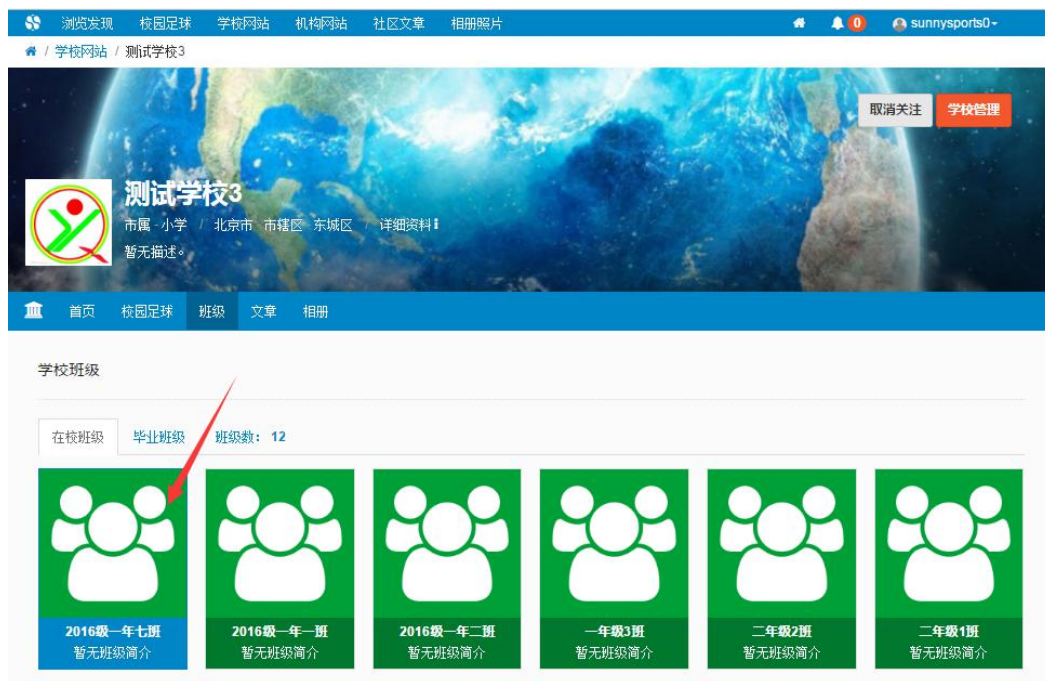 浏览发现 校园足球 学校网站 机构网站 社区文章 相册照片 0 sunnysports0
/ 学校网站 / 测试学校3
取消关注 学校管理
测试学校3
市属 - 小学 / 北京市 市辖区 东城区 / 详细资料
暂无描述。
首页 校园足球 班级 文章 相册
学校班级
在校班级 毕业班级 班级数: 12
2016级一年七班 2016级一年一班 2016级一年二班 一年级3班 二年级2班 二年级1班
暂无班级简介 暂无班级简介 暂无班级简介 暂无班级简介 暂无班级简介 暂无班级简介